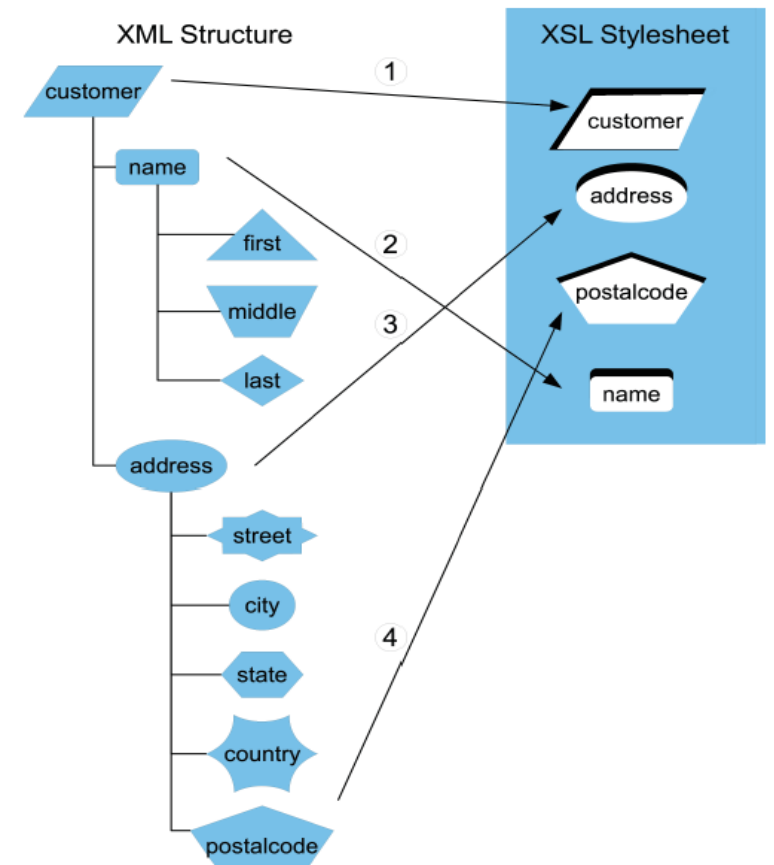 XML Structure
XSL Stylesheet
customer
1
customer
name
address
first
2
middle
postalcode
3
last
name
address
street
city
4
state
country
postalcode